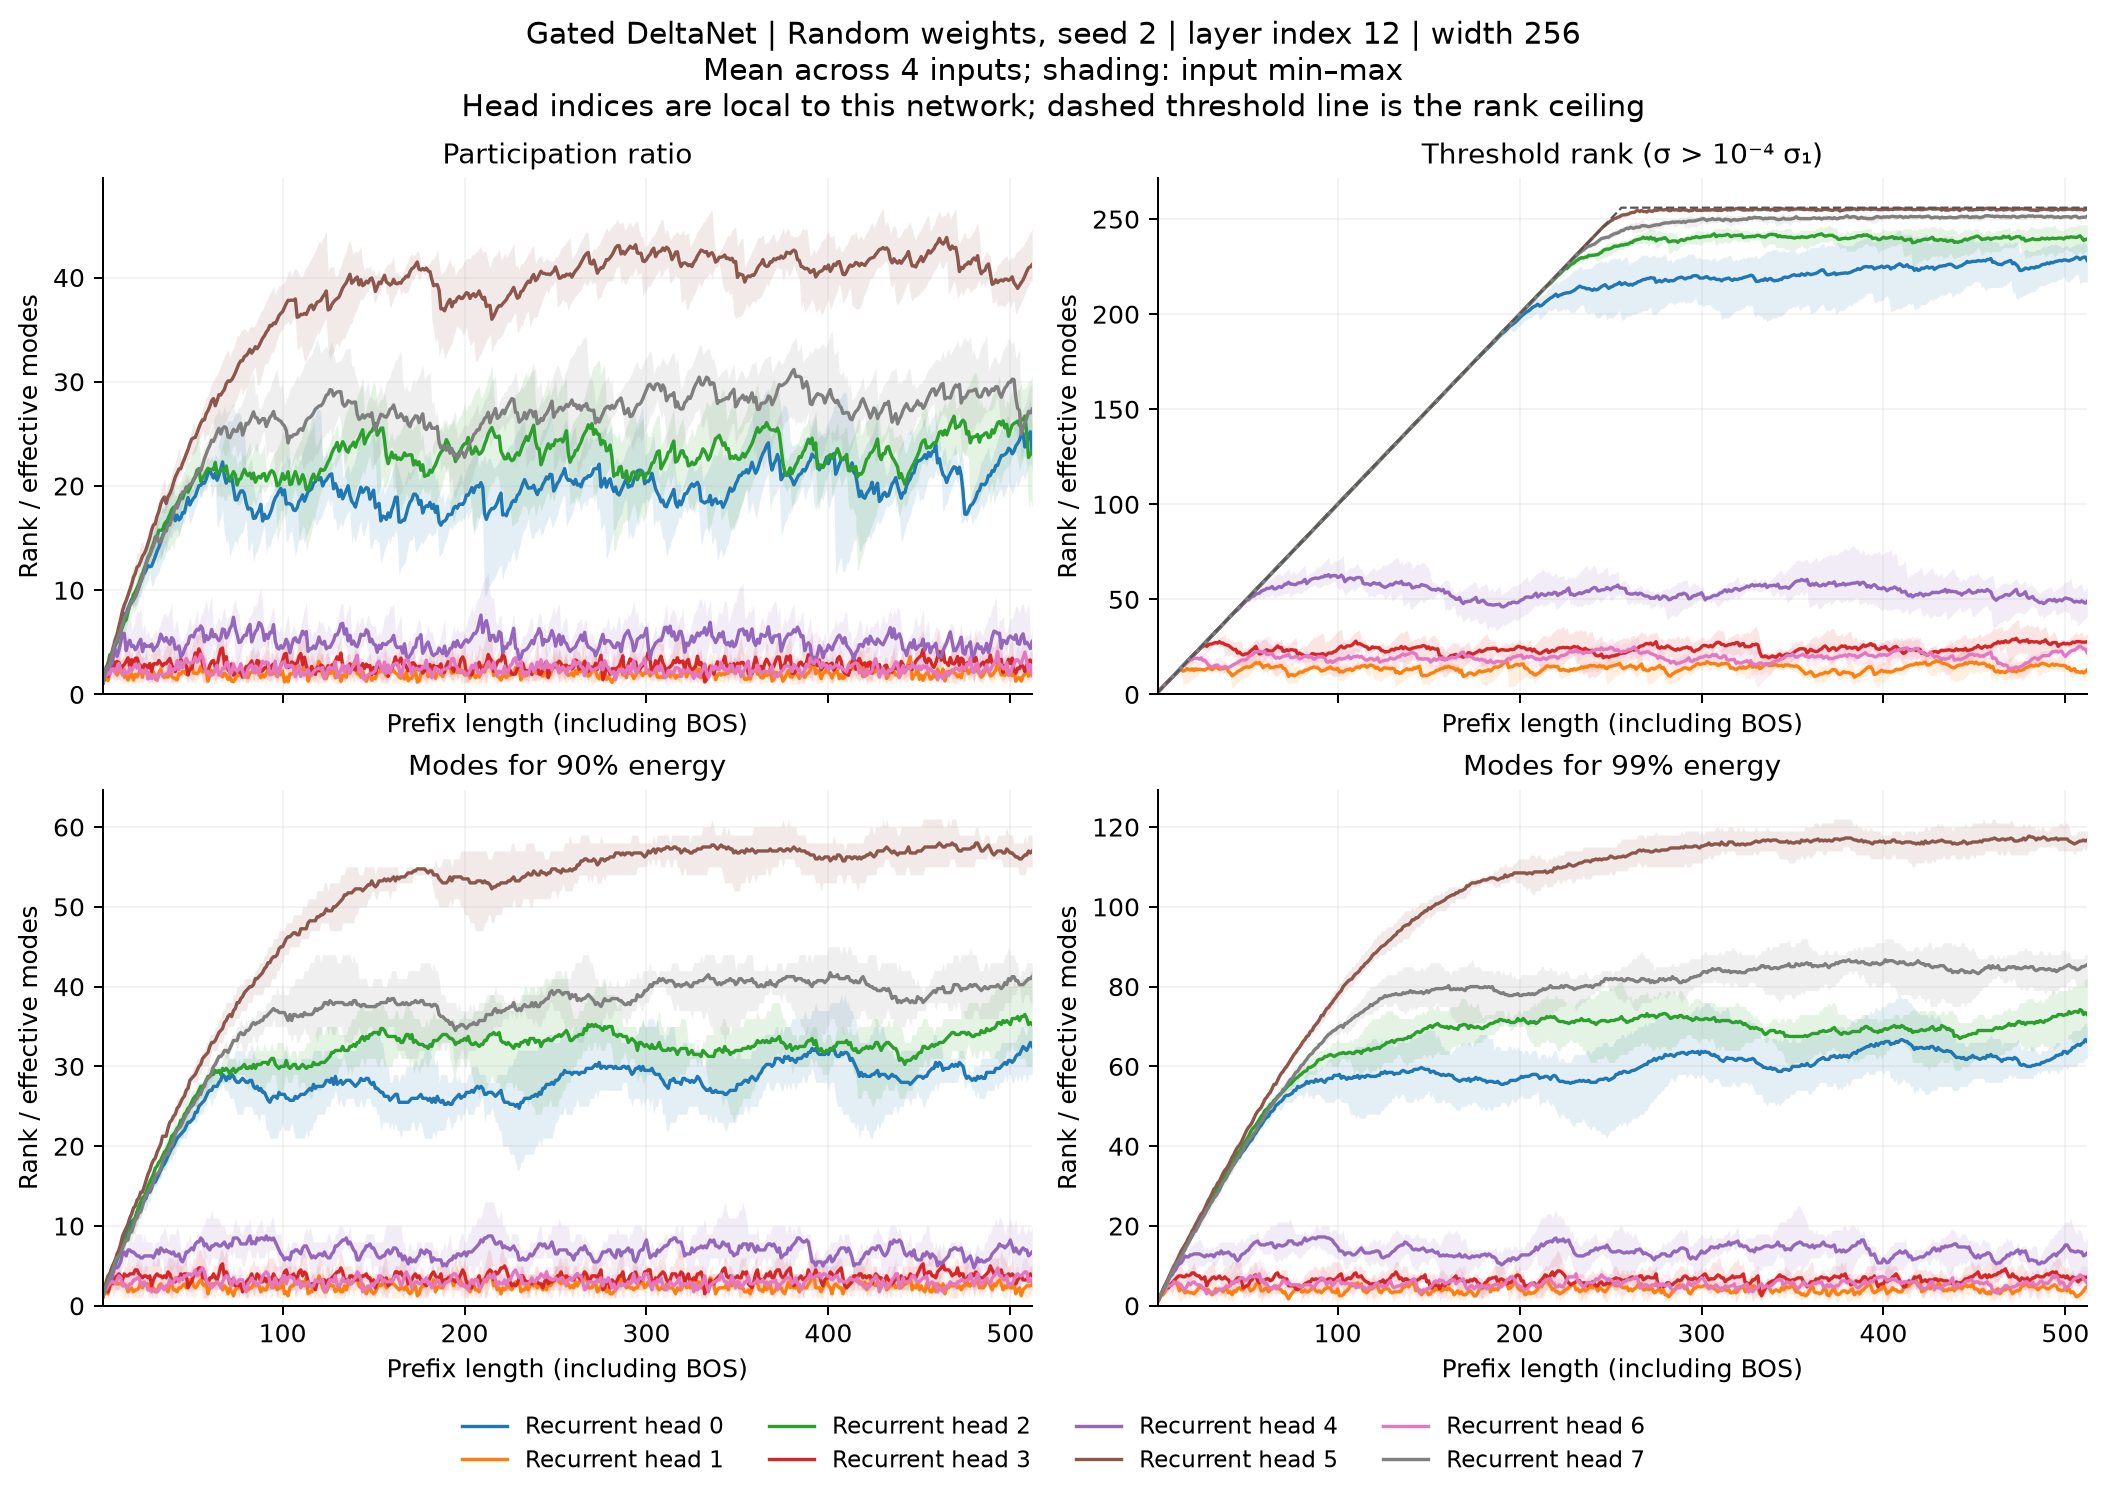 Gated DeltaNet | Random weights, seed 2 | layer index 12 | width 256
Mean across 4 inputs; shading: input min–max
Head indices are local to this network; dashed threshold line is the rank ceiling
Participation ratio
Rank / effective modes
40
30
20
10
0
Prefix length (including BOS)
Threshold rank (σ > 10⁻⁴ σ₁)
Rank / effective modes
250
200
150
100
50
0
Prefix length (including BOS)
Modes for 90% energy
Rank / effective modes
60
50
40
30
20
10
0
100 200 300 400 500
Prefix length (including BOS)
Modes for 99% energy
Rank / effective modes
120
100
80
60
40
20
0
100 200 300 400 500
Prefix length (including BOS)
Recurrent head 0
Recurrent head 1
Recurrent head 2
Recurrent head 3
Recurrent head 4
Recurrent head 5
Recurrent head 6
Recurrent head 7